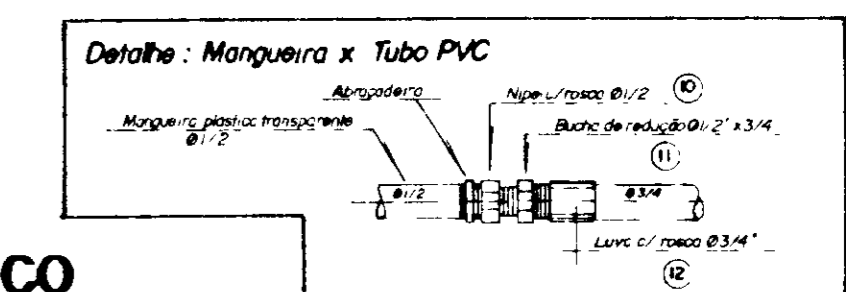 Detalhe : Mangueira x Tubo PVC
Abraçadeira
Nipel c/rosca Ø1/2
10
Mangueira plástica transparente
Ø1/2
Bucha de redução Ø1/2" x 3/4
11
Ø1/2
Ø3/4
Luva c/ rosca Ø3/4"
12
CO